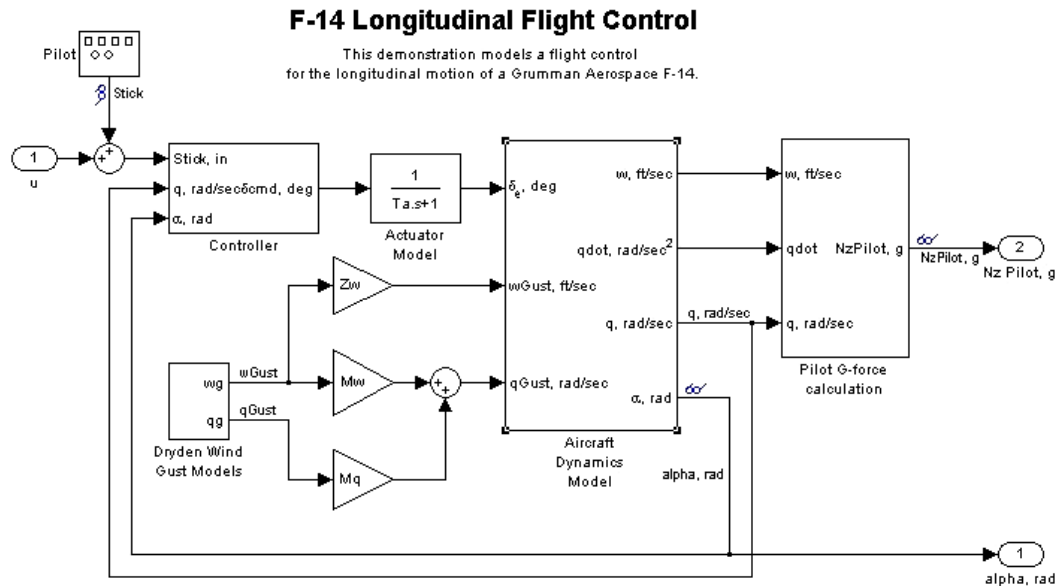 F-14 Longitudinal Flight Control
This demonstration models a flight control
for the longitudinal motion of a Grumman Aerospace F-14.
Pilot
Stick
1
u
Stick, in
q, rad/secδcmd, deg
α, rad
Controller
1
Ta.s+1
Actuator
Model
δe, deg
wGust, ft/sec
qGust, rad/sec
w, ft/sec
qdot, rad/sec2
q, rad/sec
α, rad
Aircraft
Dynamics
Model
q, rad/sec
w, ft/sec
qdot
q, rad/sec
NzPilot, g
Pilot G-force
calculation
NzPilot, g
2
Nz Pilot, g
Zw
Mw
Mq
wg
qg
wGust
qGust
Dryden Wind
Gust Models
alpha, rad
1
alpha, rad